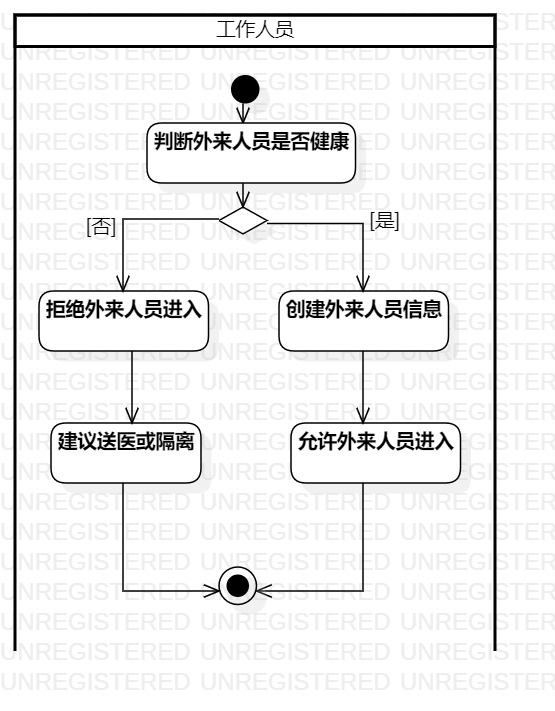 工作人员
判断外来人员是否健康
[否]
[是]
拒绝外来人员进入
创建外来人员信息
建议送医或隔离
允许外来人员进入
UNREGISTERED